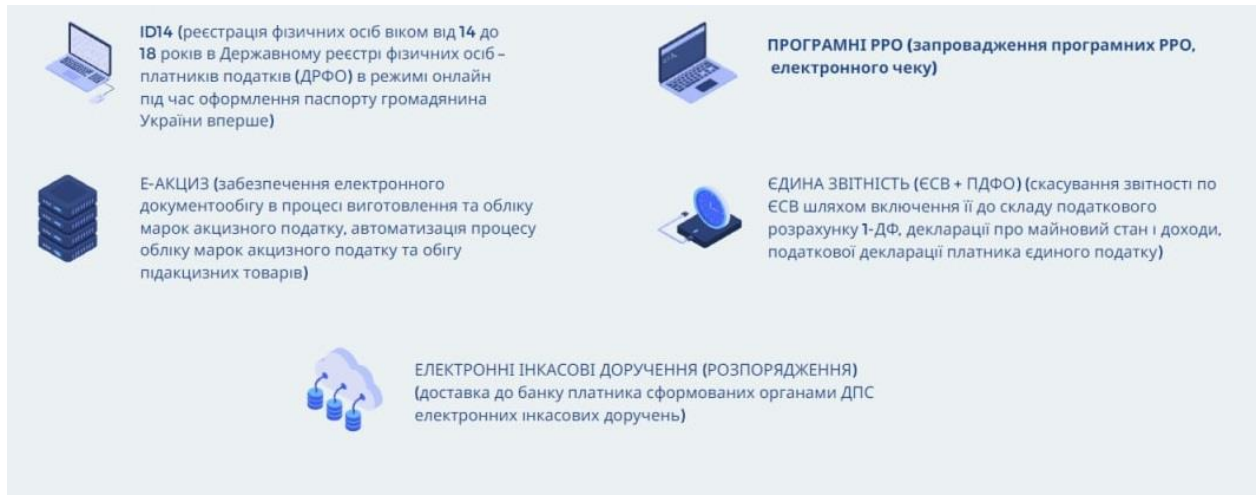 ID14 (реєстрація фізичних осіб віком від 14 до
18 років в Державному реєстрі фізичних осіб –
платників податків (ДРФО) в режимі онлайн
під час оформлення паспорту громадянина
України вперше)
ПРОГРАМНІ РРО (запровадження програмних РРО,
електронного чеку)
Е-АКЦИЗ (забезпечення електронного
документообігу в процесі виготовлення та обліку
марок акцизного податку, автоматизація процесу
обліку марок акцизного податку та обігу
підакцизних товарів)
ЄДИНА ЗВІТНІСТЬ (ЄСВ + ПДФО) (скасування звітності по
ЄСВ шляхом включення її до складу податкового
розрахунку 1-ДФ, декларації про майновий стан і доходи,
податкової декларації платника єдиного податку)
ЕЛЕКТРОННІ ІНКАСОВІ ДОРУЧЕННЯ (РОЗПОРЯДЖЕННЯ)
(доставка до банку платника сформованих органами ДПС
електронних інкасових доручень)